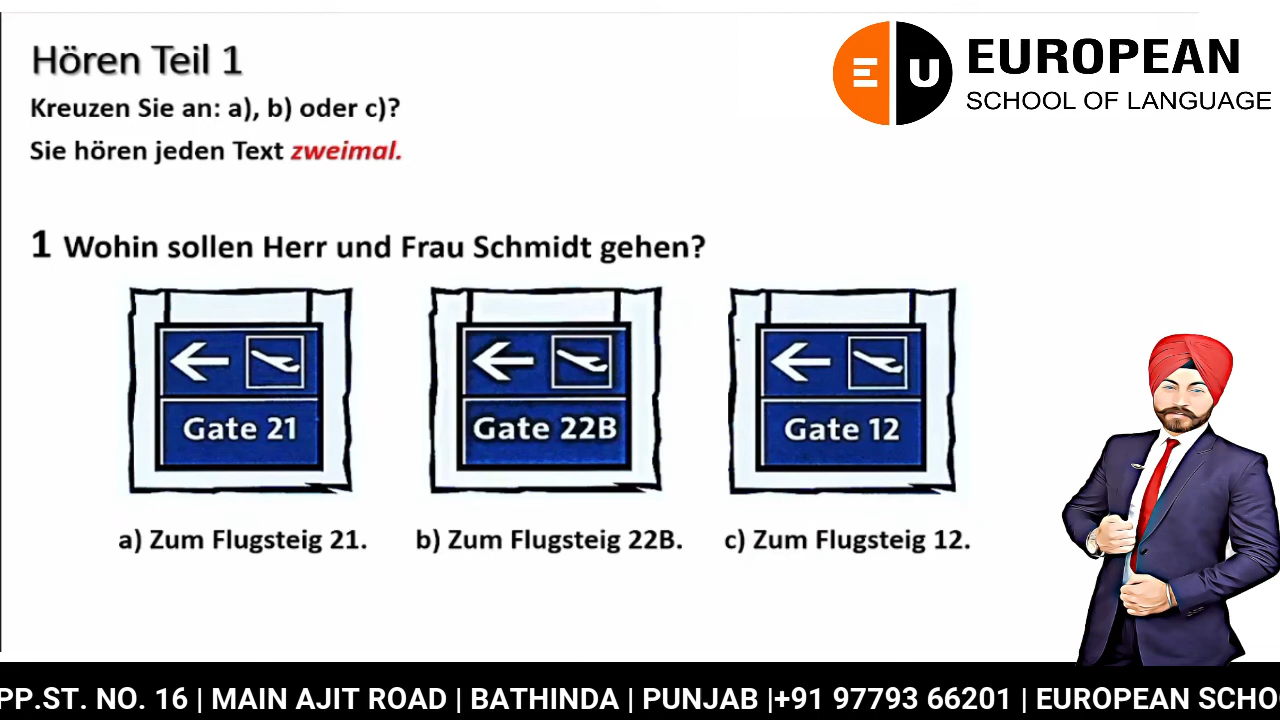 Hören Teil 1
Kreuzen Sie an: a), b) oder c)?
Sie hören jeden Text zweimal.
EU EUROPEAN
SCHOOL OF LANGUAGE
1 Wohin sollen Herr und Frau Schmidt gehen?
Gate 21 Gate 22B Gate 12
a) Zum Flugsteig 21. b) Zum Flugsteig 22B. c) Zum Flugsteig 12.
PP.ST. NO. 16 | MAIN AJIT ROAD | BATHINDA | PUNJAB |+91 97793 66201 | EUROPEAN SCHO